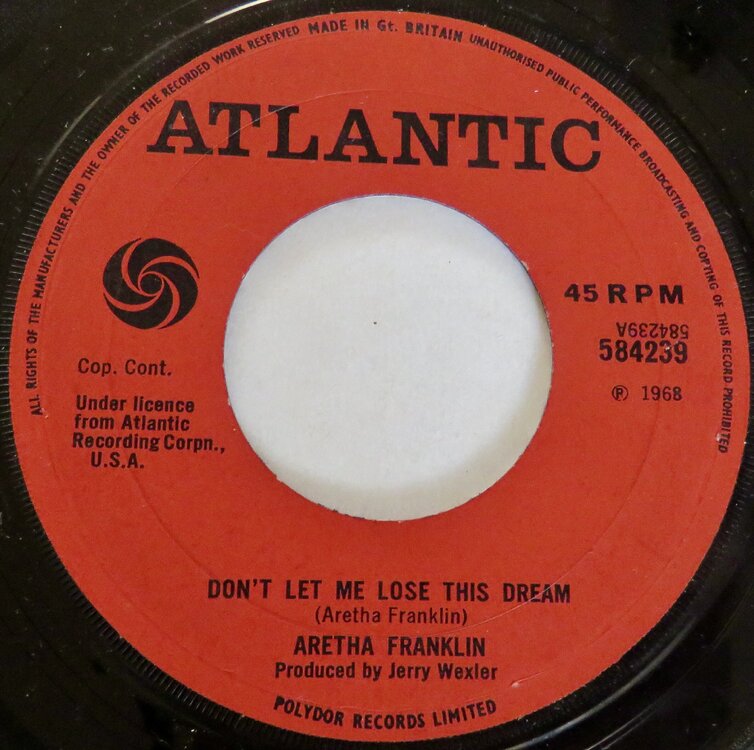 ALL RIGHTS OF THE MANUFACTURERS AND THE OWNER OF THE RECORDED WORK RESERVED MADE IN Gt. BRITAIN UNAUTHORISED PUBLIC PERFORMANCE BROADCASTING AND COPYING OF THIS RECORD PROHIBITED
ATLANTIC
45 RPM
584239A
584239
℗ 1968
Cop. Cont.
Under licence
from Atlantic
Recording Corpn.,
U.S.A.
DON'T LET ME LOSE THIS DREAM
(Aretha Franklin)
ARETHA FRANKLIN
Produced by Jerry Wexler
POLYDOR RECORDS LIMITED